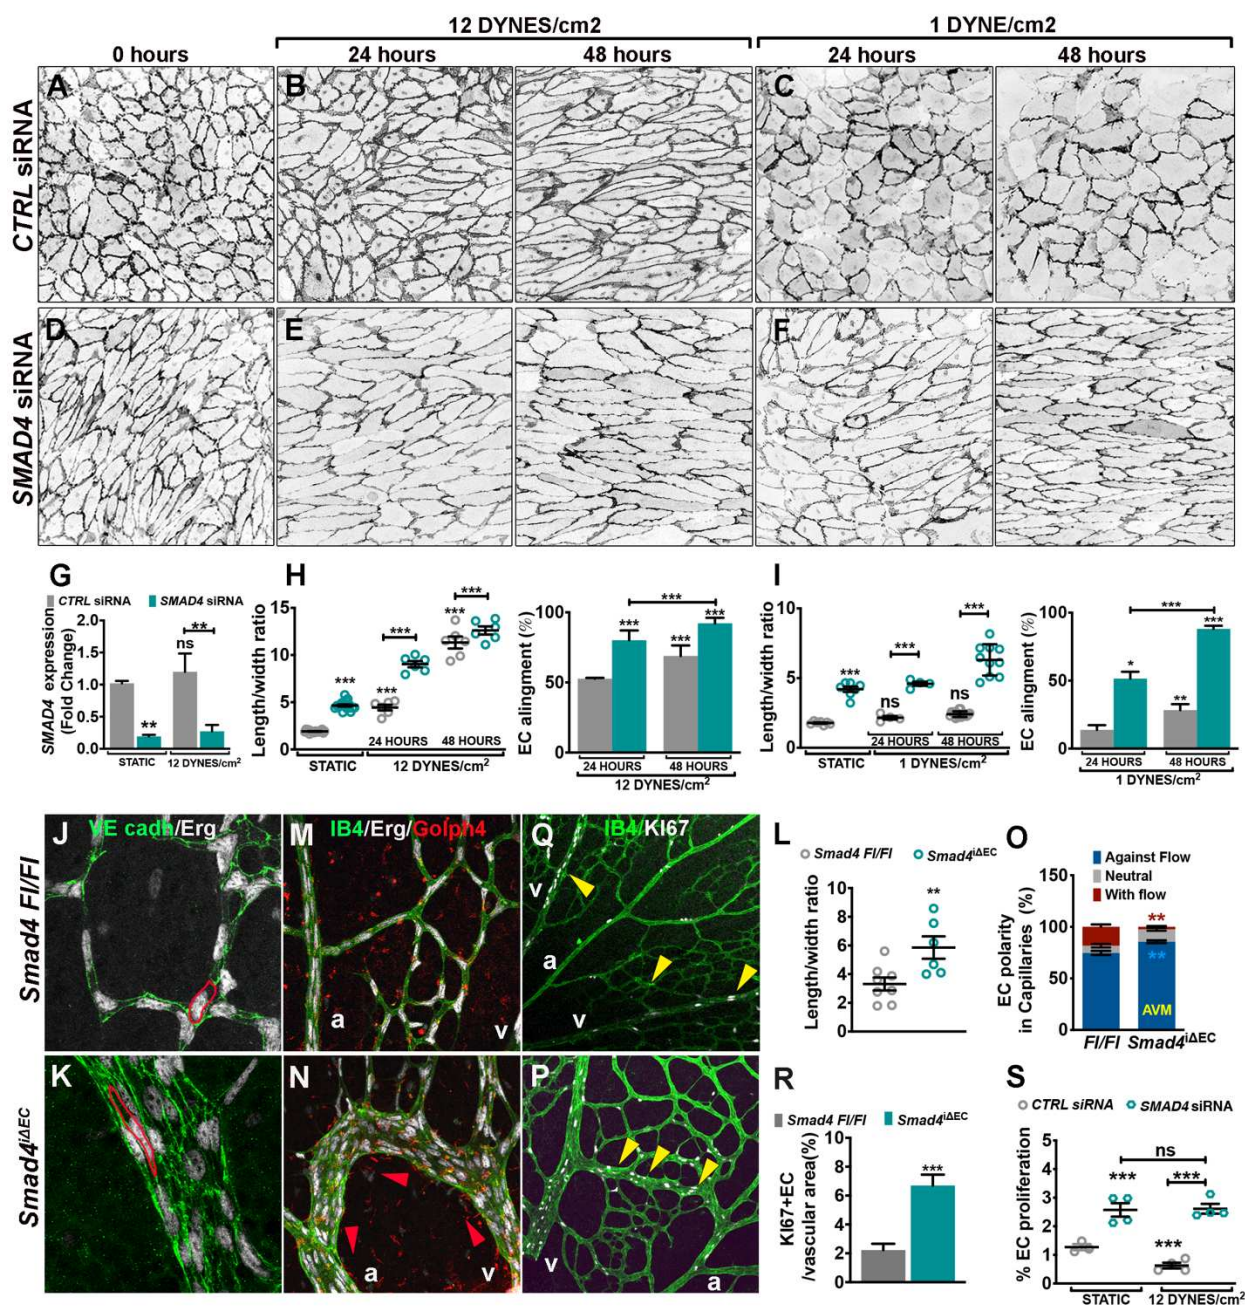 12 DYNES/cm2 1 DYNE/cm2
0 hours 24 hours 48 hours 24 hours 48 hours
CTRL siRNA
A B C
SMAD4 siRNA
D E F
G
CTRL siRNA SMAD4 siRNA
SMAD4 expression
(Fold Change)
1.5
1.0
0.5
0.0
** ns **
STATIC 12 DYNES/cm2
H
Length/width ratio
15
10
5
0
*** *** *** *** ***
24 HOURS 48 HOURS
STATIC 12 DYNES/cm2
EC alingment (%)
100
50
0
*** *** *** ***
24 HOURS 48 HOURS
12 DYNES/cm2
I
Length/width ratio
10
5
0
*** ns *** ns ***
24 HOURS 48 HOURS
STATIC 1 DYNES/cm2
EC alingment (%)
100
50
0
* *** ** ***
24 HOURS 48 HOURS
1 DYNES/cm2
Smad4 Fl/Fl
J VE cadh/Erg
M IB4/Erg/Golph4
a v
Q IB4/KI67
v a v
Smad4iΔEC
K
N
a v
P
v a
L
Smad4 Fl/Fl Smad4iΔEC
Length/width ratio
10
8
6
4
2
0
**
O
Against Flow
Neutral
With flow
EC polarity
in Capillaries (%)
100
50
0
**
**
AVM
Fl/Fl Smad4iΔEC
R
Smad4 Fl/Fl Smad4iΔEC
KI67+EC
/vascular area(%)
8
6
4
2
0
***
S
CTRL siRNA SMAD4 siRNA
% EC proliferation
5
4
3
2
1
0
ns
*** *** ***
STATIC 12 DYNES/cm2